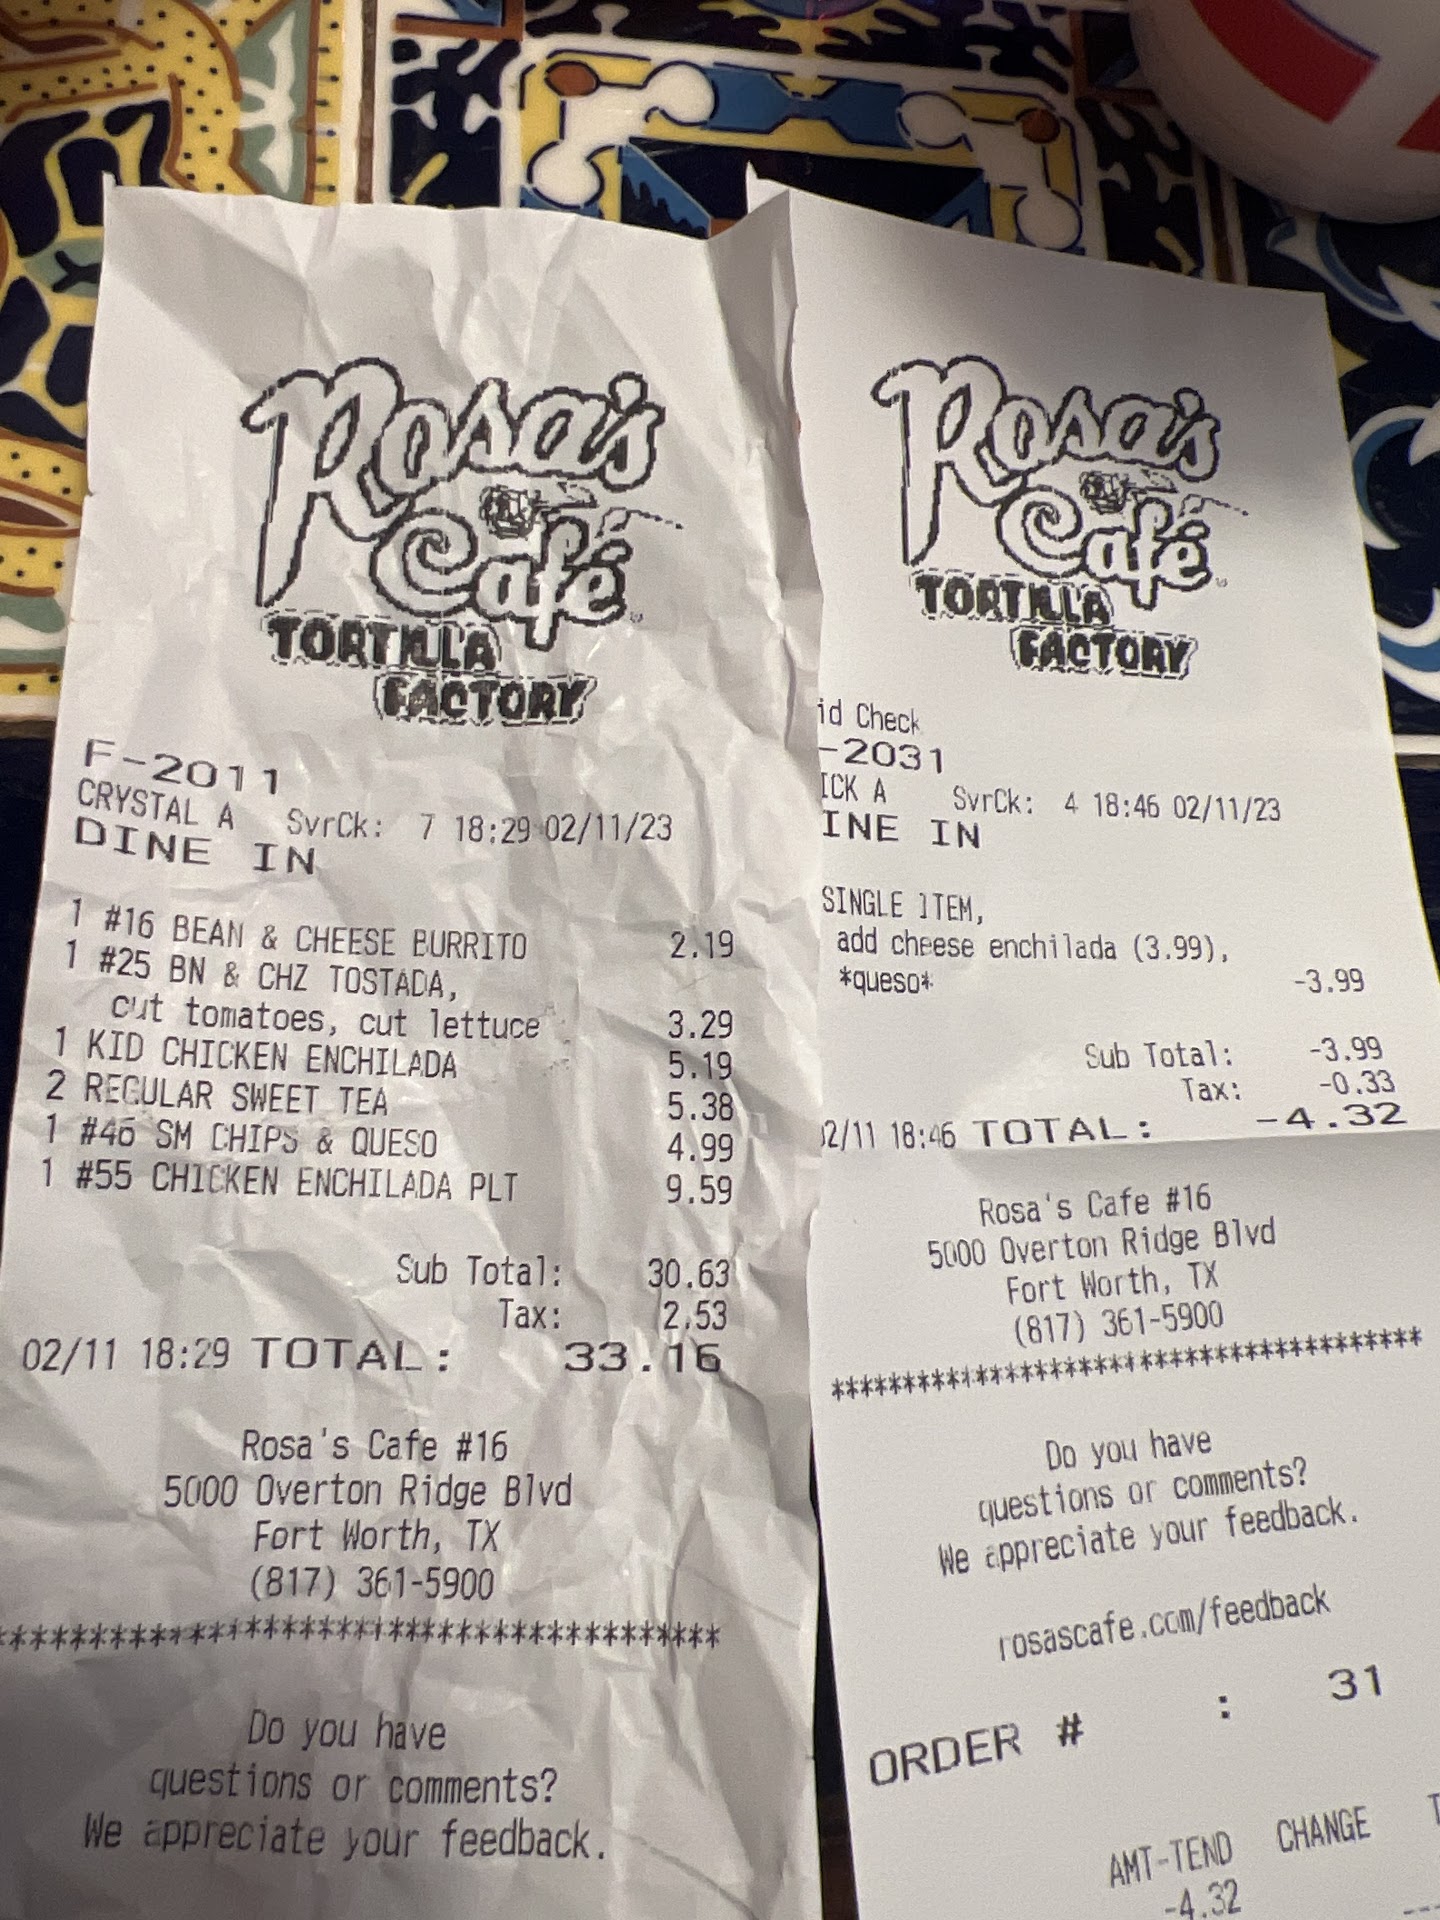 Rosa's
Café
TORTILLA
FACTORY
F-2011
CRYSTAL A SvrCk: 7 18:29 02/11/23
DINE IN
1 #16 BEAN & CHEESE BURRITO 2.19
1 #25 BN & CHZ TOSTADA,
cut tomatoes, cut lettuce 3.29
1 KID CHICKEN ENCHILADA 5.19
2 REGULAR SWEET TEA 5.38
1 #46 SM CHIPS & QUESO 4.99
1 #55 CHICKEN ENCHILADA PLT 9.59
Sub Total: 30.63
Tax: 2.53
02/11 18:29 TOTAL: 33.16
Rosa's Cafe #16
5000 Overton Ridge Blvd
Fort Worth, TX
(817) 361-5900
****************************************
Do you have
questions or comments?
We appreciate your feedback.
Rosa's
Café
TORTILLA
FACTORY
id Check
-2031
ICK A SvrCk: 4 18:46 02/11/23
INE IN
SINGLE ITEM,
add cheese enchilada (3.99),
*queso* -3.99
Sub Total: -3.99
Tax: -0.33
02/11 18:46 TOTAL: -4.32
Rosa's Cafe #16
5000 Overton Ridge Blvd
Fort Worth, TX
(817) 361-5900
****************************************
Do you have
questions or comments?
We appreciate your feedback.
rosascafe.com/feedback
ORDER # : 31
AMT-TEND CHANGE
-4.32